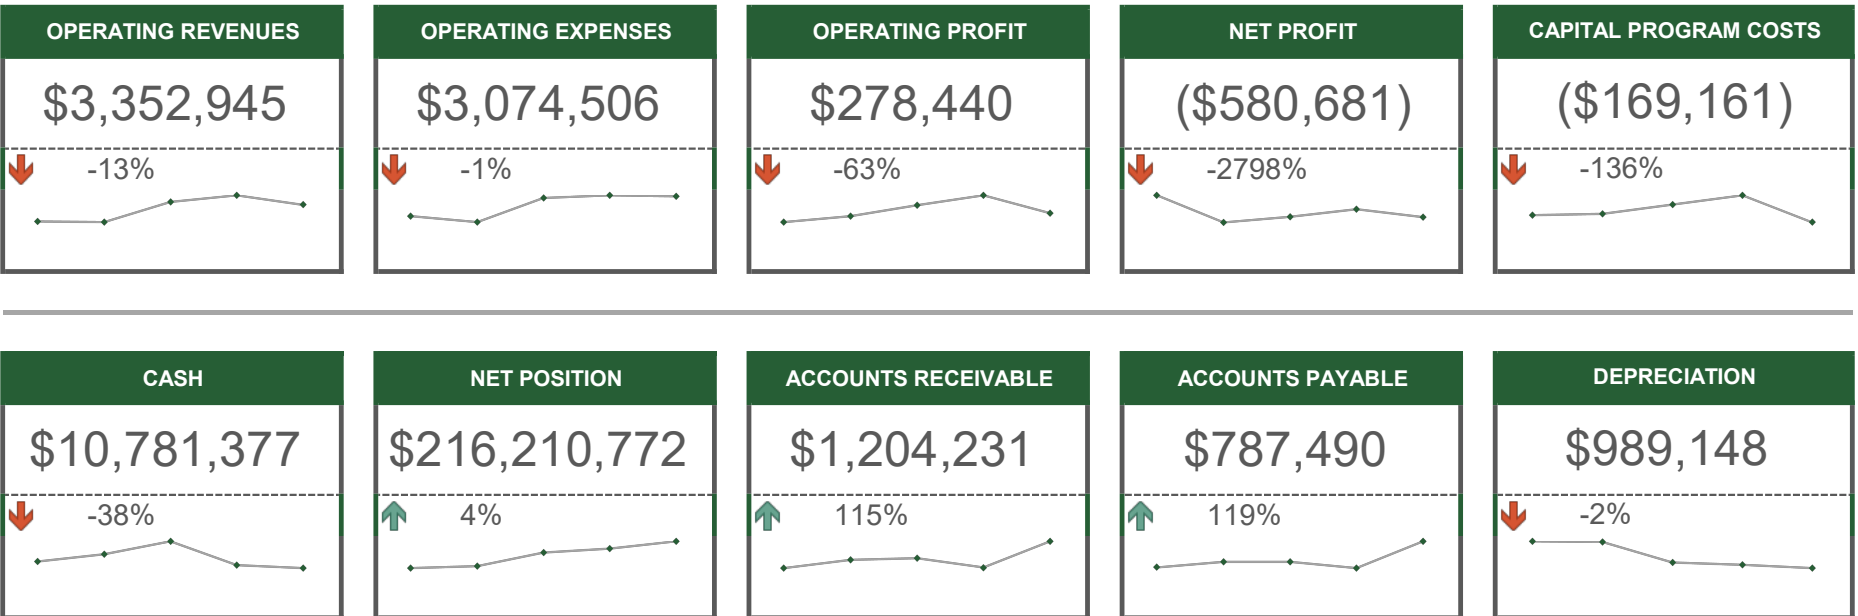 OPERATING REVENUES
$3,352,945
-13%
OPERATING EXPENSES
$3,074,506
-1%
OPERATING PROFIT
$278,440
-63%
NET PROFIT
($580,681)
-2798%
CAPITAL PROGRAM COSTS
($169,161)
-136%
CASH
$10,781,377
-38%
NET POSITION
$216,210,772
4%
ACCOUNTS RECEIVABLE
$1,204,231
115%
ACCOUNTS PAYABLE
$787,490
119%
DEPRECIATION
$989,148
-2%